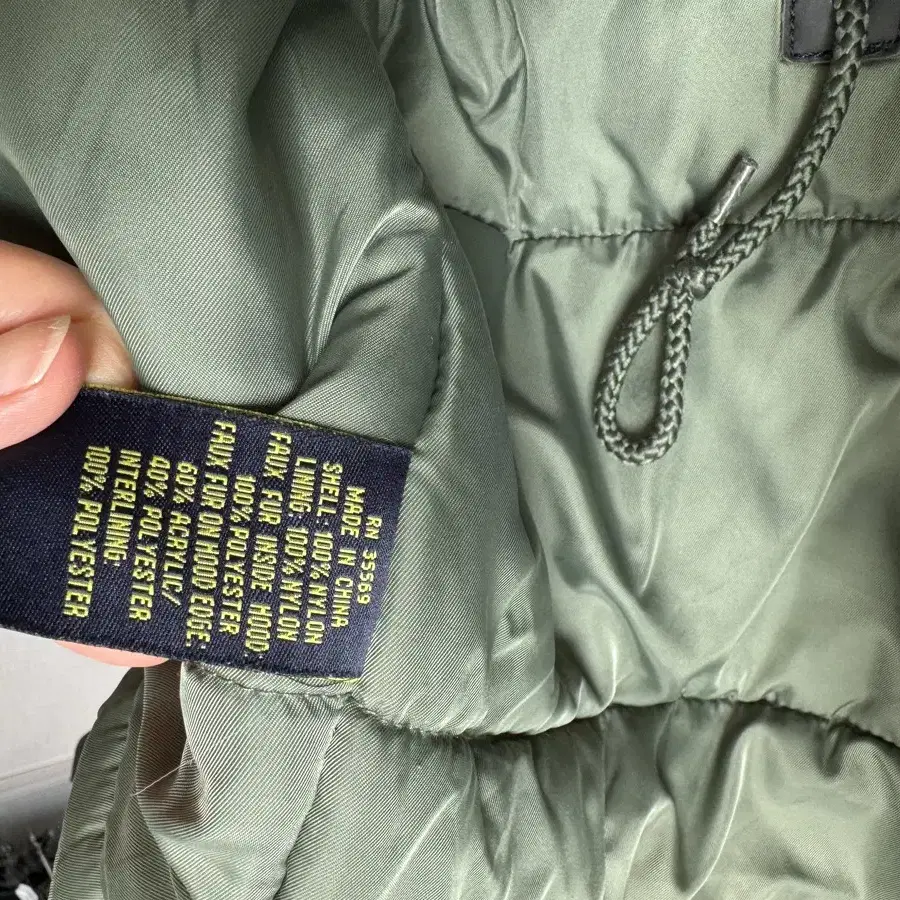 RN 35569
MADE IN CHINA
SHELL: 100% NYLON
LINING: 100% NYLON
FAUX FUR INSIDE HOOD
100% POLYESTER
FAUX FUR ON HOOD EDGE:
60% ACRYLIC/
40% POLYESTER
INTERLINING:
100% POLYESTER